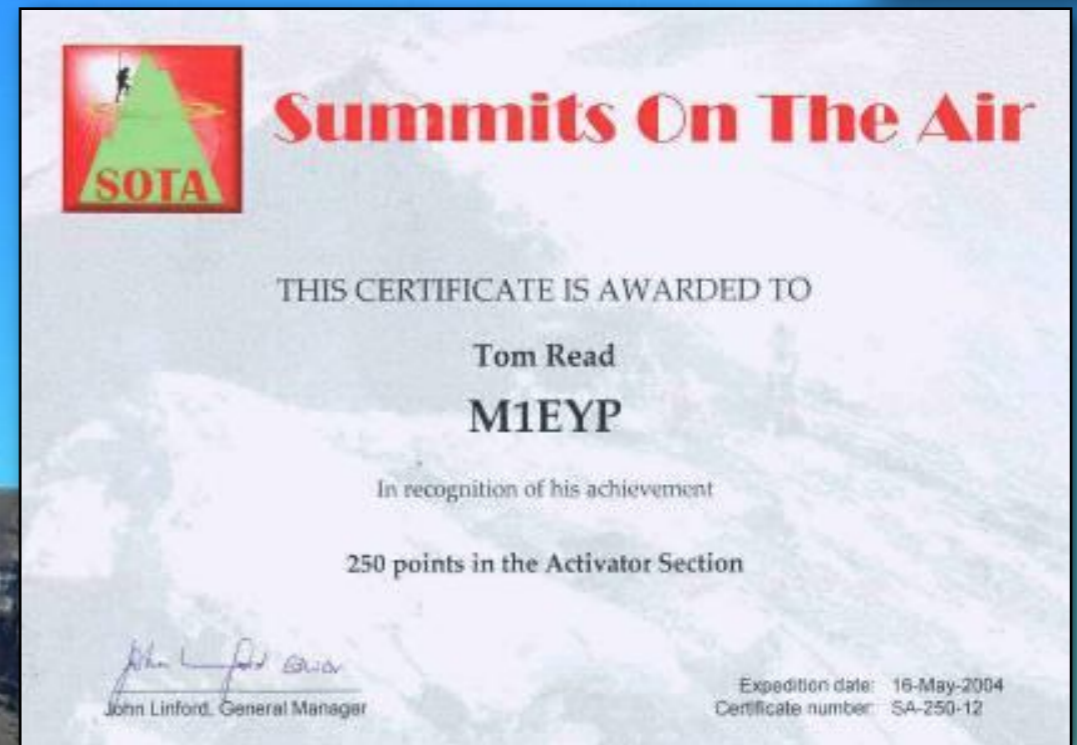 SOTA
Summits On The Air
THIS CERTIFICATE IS AWARDED TO
Tom Read
M1EYP
In recognition of his achievement
250 points in the Activator Section
John Linford, General Manager
Expedition date: 16-May-2004
Certificate number: SA-250-12